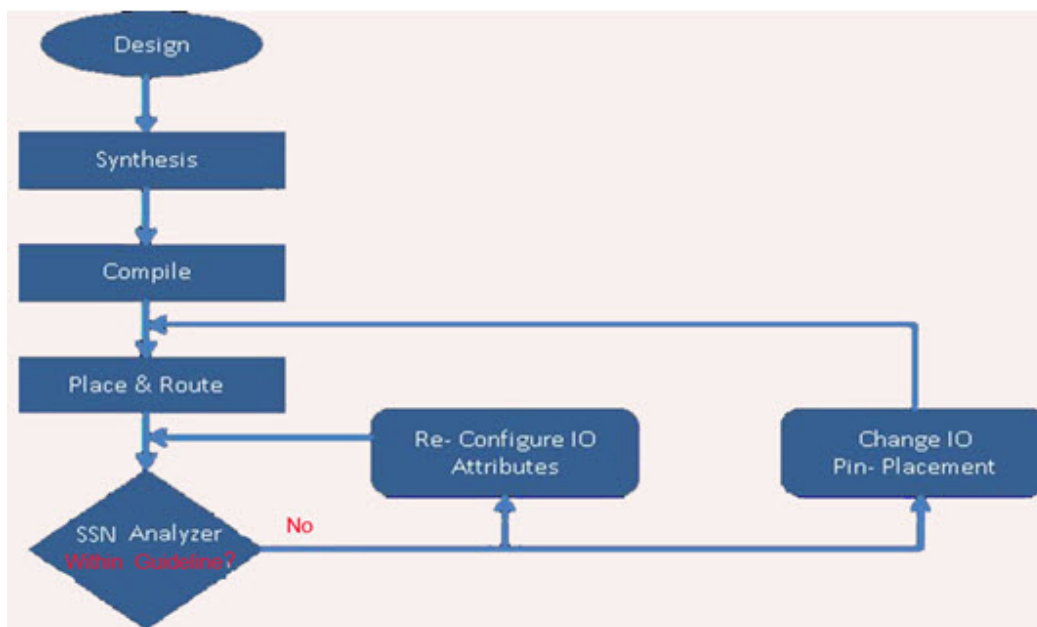 Design
Synthesis
Compile
Place & Route
Re- Configure IO
Attributes
Change IO
Pin- Placement
SSN Analyzer
Within Guideline?
No